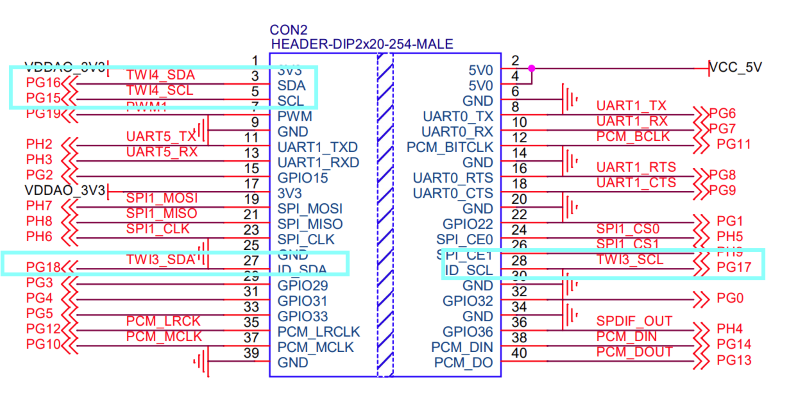 CON2
HEADER-DIP2x20-254-MALE
VDDAO_3V3 1 3V3 5V0 2 VCC_5V
PG16 TWI4_SDA 3 SDA 5V0 4
PG15 TWI4_SCL 5 SCL GND 6
PG19 PWM1 7 PWM UART0_TX 8 UART1_TX PG6
9 GND UART0_RX 10 UART1_RX PG7
PH2 UART5_TX 11 UART1_TXD PCM_BITCLK 12 PCM_BCLK PG11
PH3 UART5_RX 13 UART1_RXD GND 14
PG2 15 GPIO15 UART0_RTS 16 UART1_RTS PG8
VDDAO_3V3 17 3V3 UART0_CTS 18 UART1_CTS PG9
PH7 SPI1_MOSI 19 SPI_MOSI GND 20
PH8 SPI1_MISO 21 SPI_MISO GPIO22 22 PG1
PH6 SPI1_CLK 23 SPI_CLK SPI_CE0 24 SPI1_CS0 PH5
25 GND SPI_CE1 26 SPI1_CS1 PH9
PG18 TWI3_SDA 27 ID_SDA ID_SCL 28 TWI3_SCL PG17
PG3 29 GPIO29 GND 30
PG4 31 GPIO31 GPIO32 32 PG0
PG5 33 GPIO33 GND 34
PG12 PCM_LRCK 35 PCM_LRCLK GPIO36 36 SPDIF_OUT PH4
PG10 PCM_MCLK 37 PCM_MCLK PCM_DIN 38 PCM_DIN PG14
39 GND PCM_DO 40 PCM_DOUT PG13